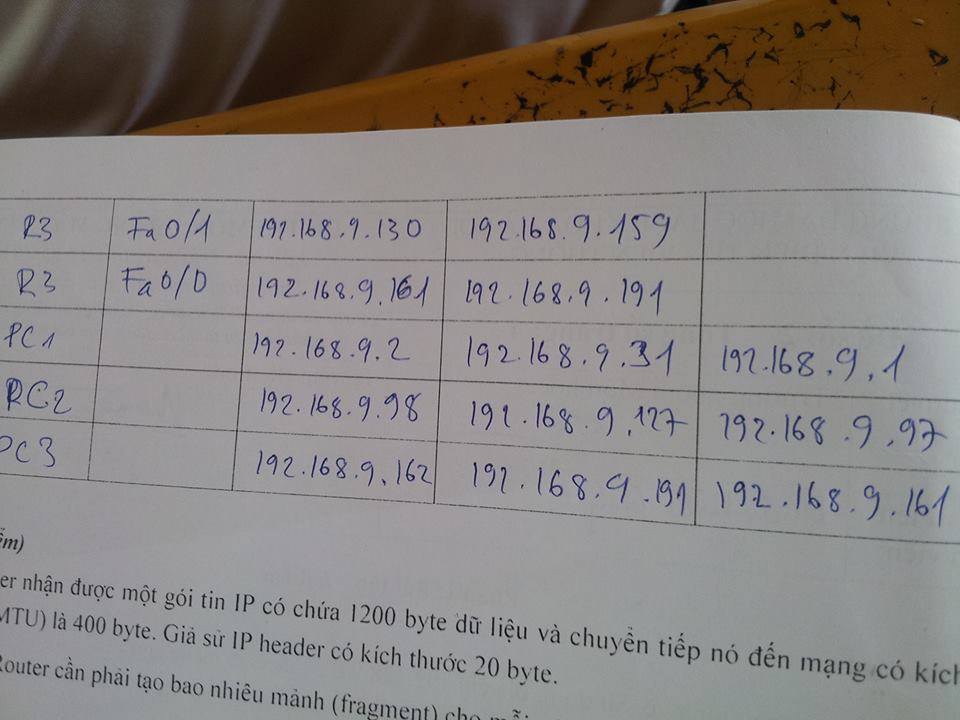 R3 Fa0/1 192.168.9.130 192.168.9.159
R3 Fa0/0 192.168.9.161 192.168.9.191
PC1 192.168.9.2 192.168.9.31 192.168.9.1
PC2 192.168.9.98 192.168.9.127 192.168.9.97
PC3 192.168.9.162 192.168.9.191 192.168.9.161
ểm)
er nhận được một gói tin IP có chứa 1200 byte dữ liệu và chuyển tiếp nó đến mạng có kích
MTU) là 400 byte. Giả sử IP header có kích thước 20 byte.
Router cần phải tạo bao nhiêu mảnh (fragment) cho